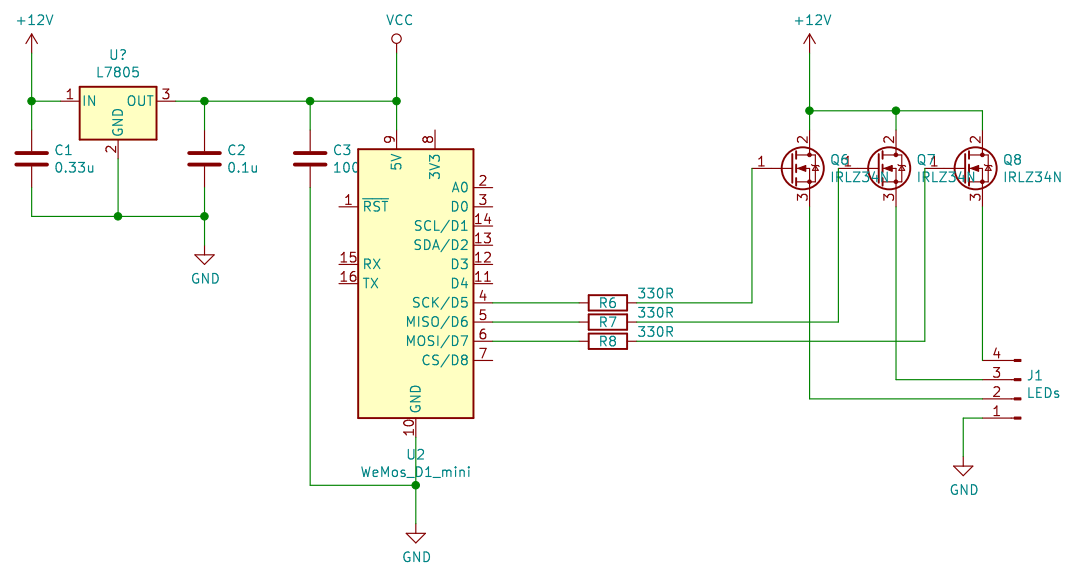 +12V
VCC
+12V
U?
L7805
1 IN OUT 3
GND
2
C1
0.33u
C2
0.1u
C3
100
9
5V
8
3V3
A0 2
1 RST
D0 3
SCL/D1 14
SDA/D2 13
15 RX
D3 12
16 TX
D4 11
SCK/D5 4
MISO/D6 5
MOSI/D7 6
CS/D8 7
GND
10
U2
WeMos_D1_mini
GND
GND
R6 330R
R7 330R
R8 330R
1 2 3
Q6
IRLZ34N
1 2 3
Q7
IRLZ34N
1 2 3
Q8
IRLZ34N
4
3
2
1
J1
LEDs
GND